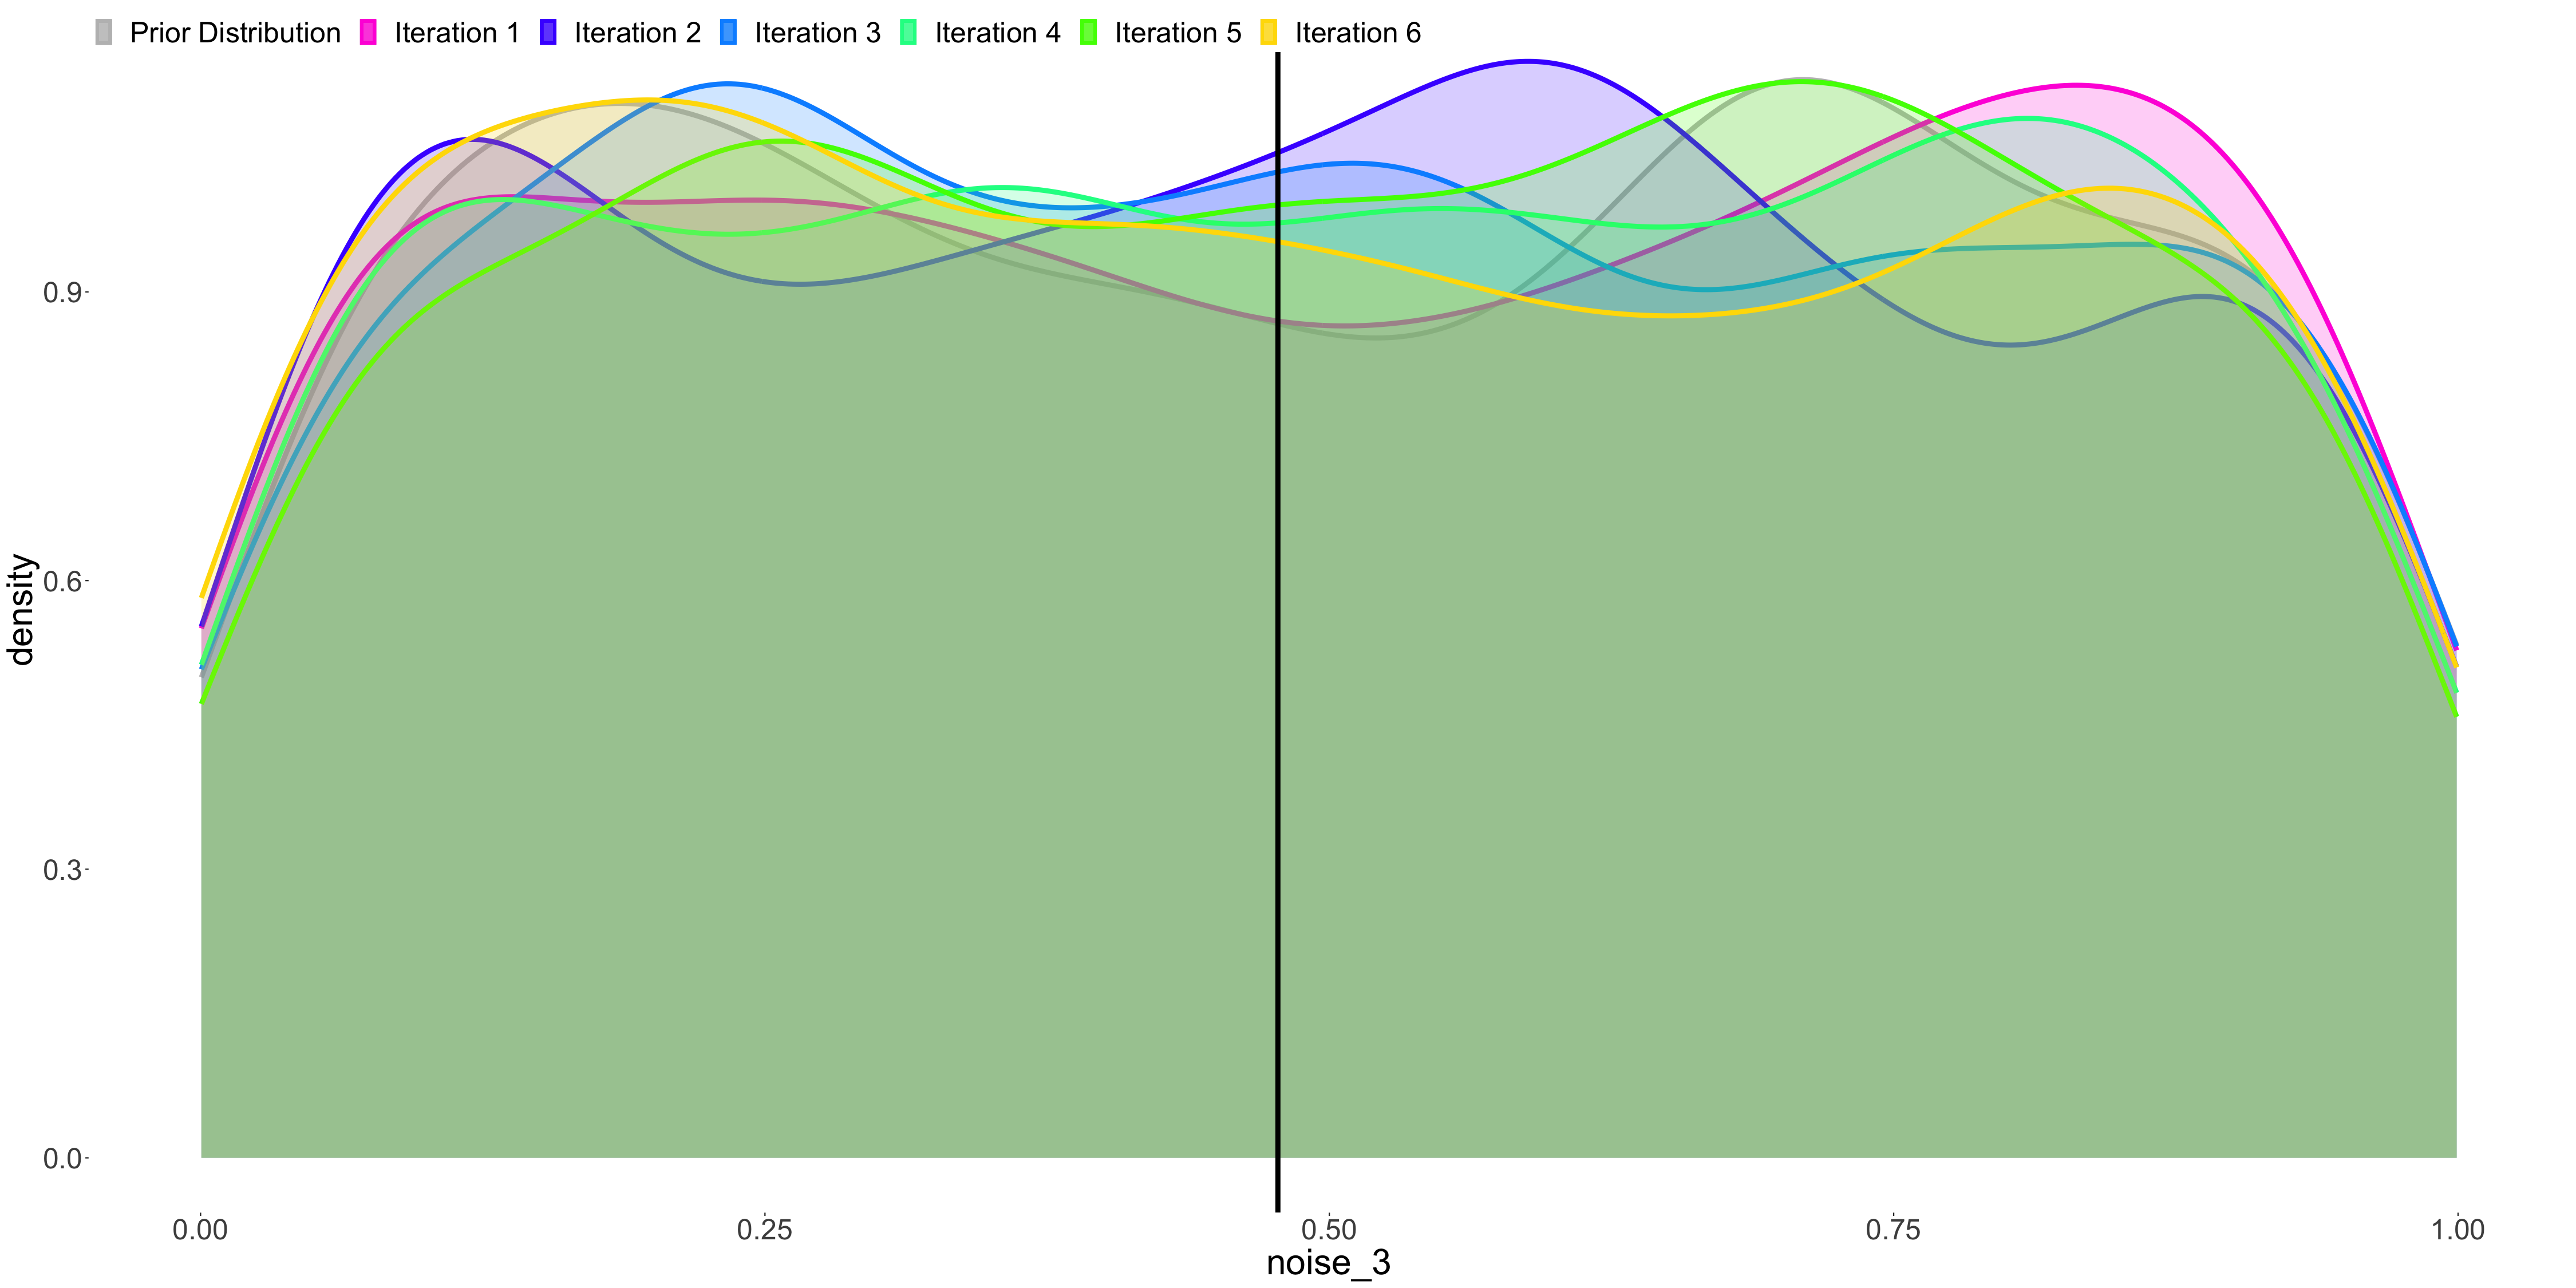 Prior Distribution Iteration 1 Iteration 2 Iteration 3 Iteration 4 Iteration 5 Iteration 6
density
0.9
0.6
0.3
0.0
0.00 0.25 0.50 0.75 1.00
noise_3